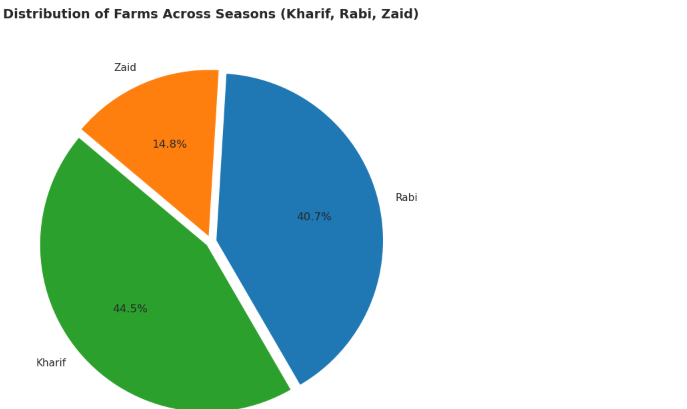 Distribution of Farms Across Seasons (Kharif, Rabi, Zaid)
Zaid
14.8%
Rabi
40.7%
44.5%
Kharif